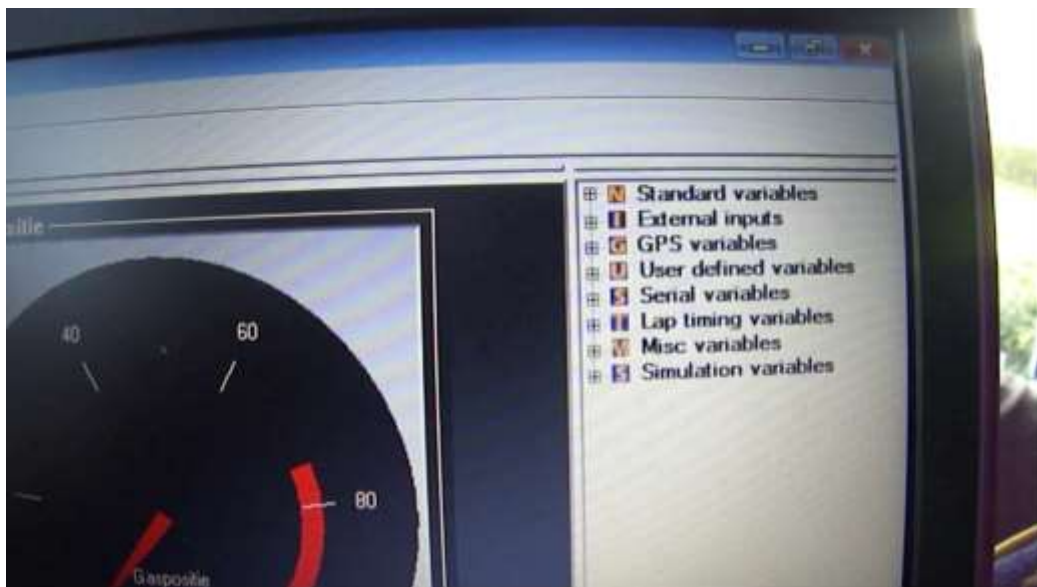 Standard variables
External inputs
GPS variables
User defined variables
Serial variables
Lap timing variables
Misc variables
Simulation variables
40
60
80
Gaspositie